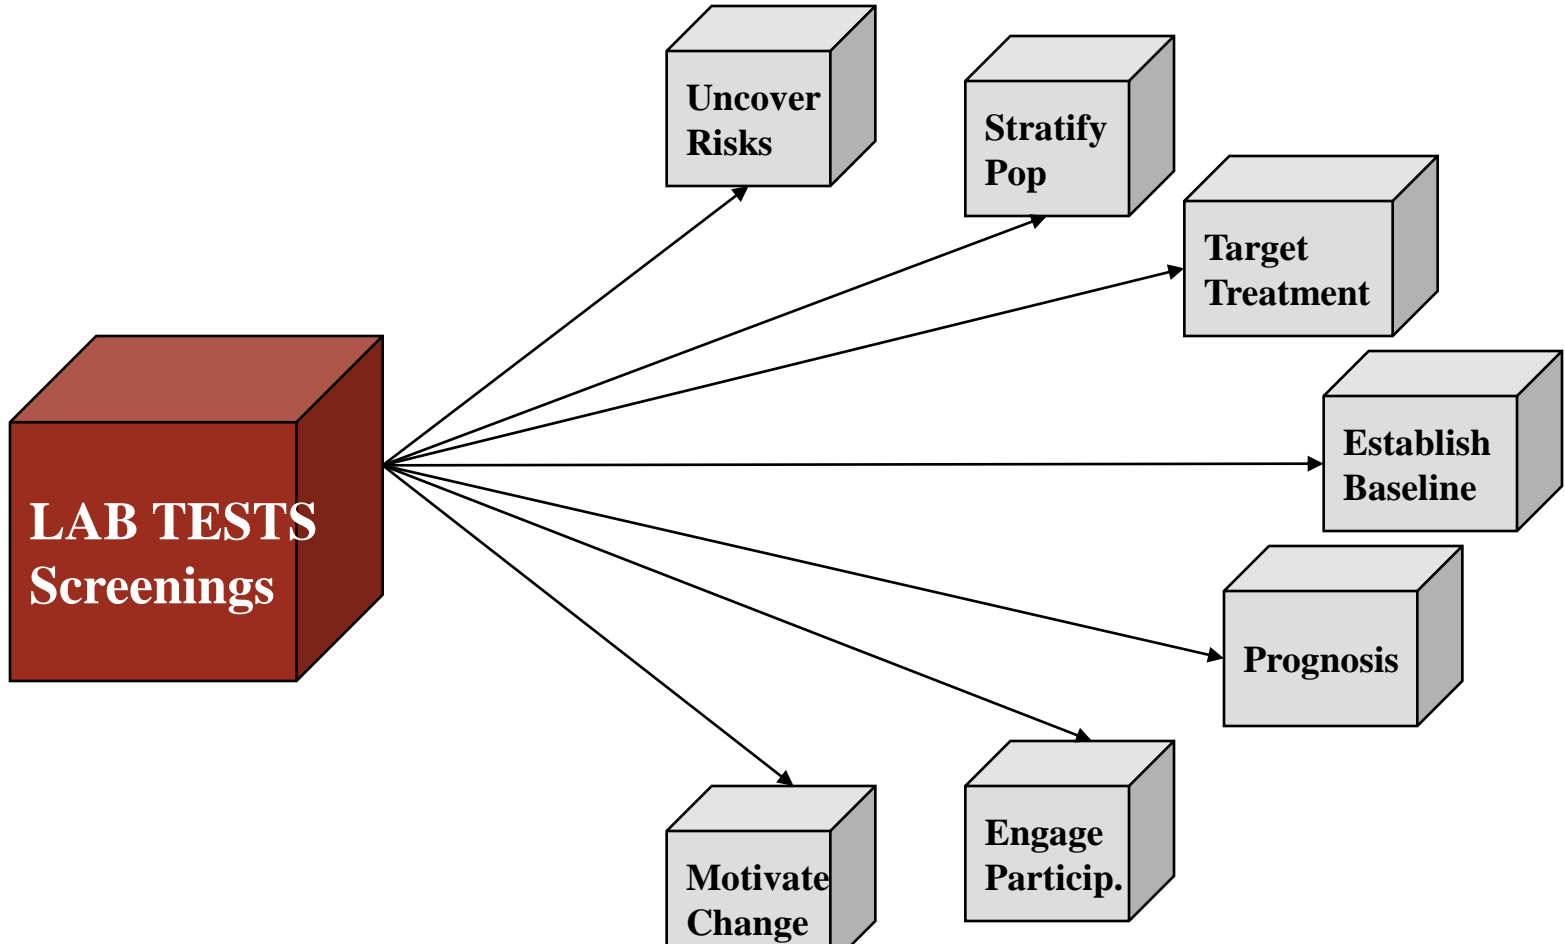 Uncover
Risks
Stratify
Pop
Target
Treatment
Establish
Baseline
LAB TESTS
Screenings
Prognosis
Engage
Particip.
Motivate
Change